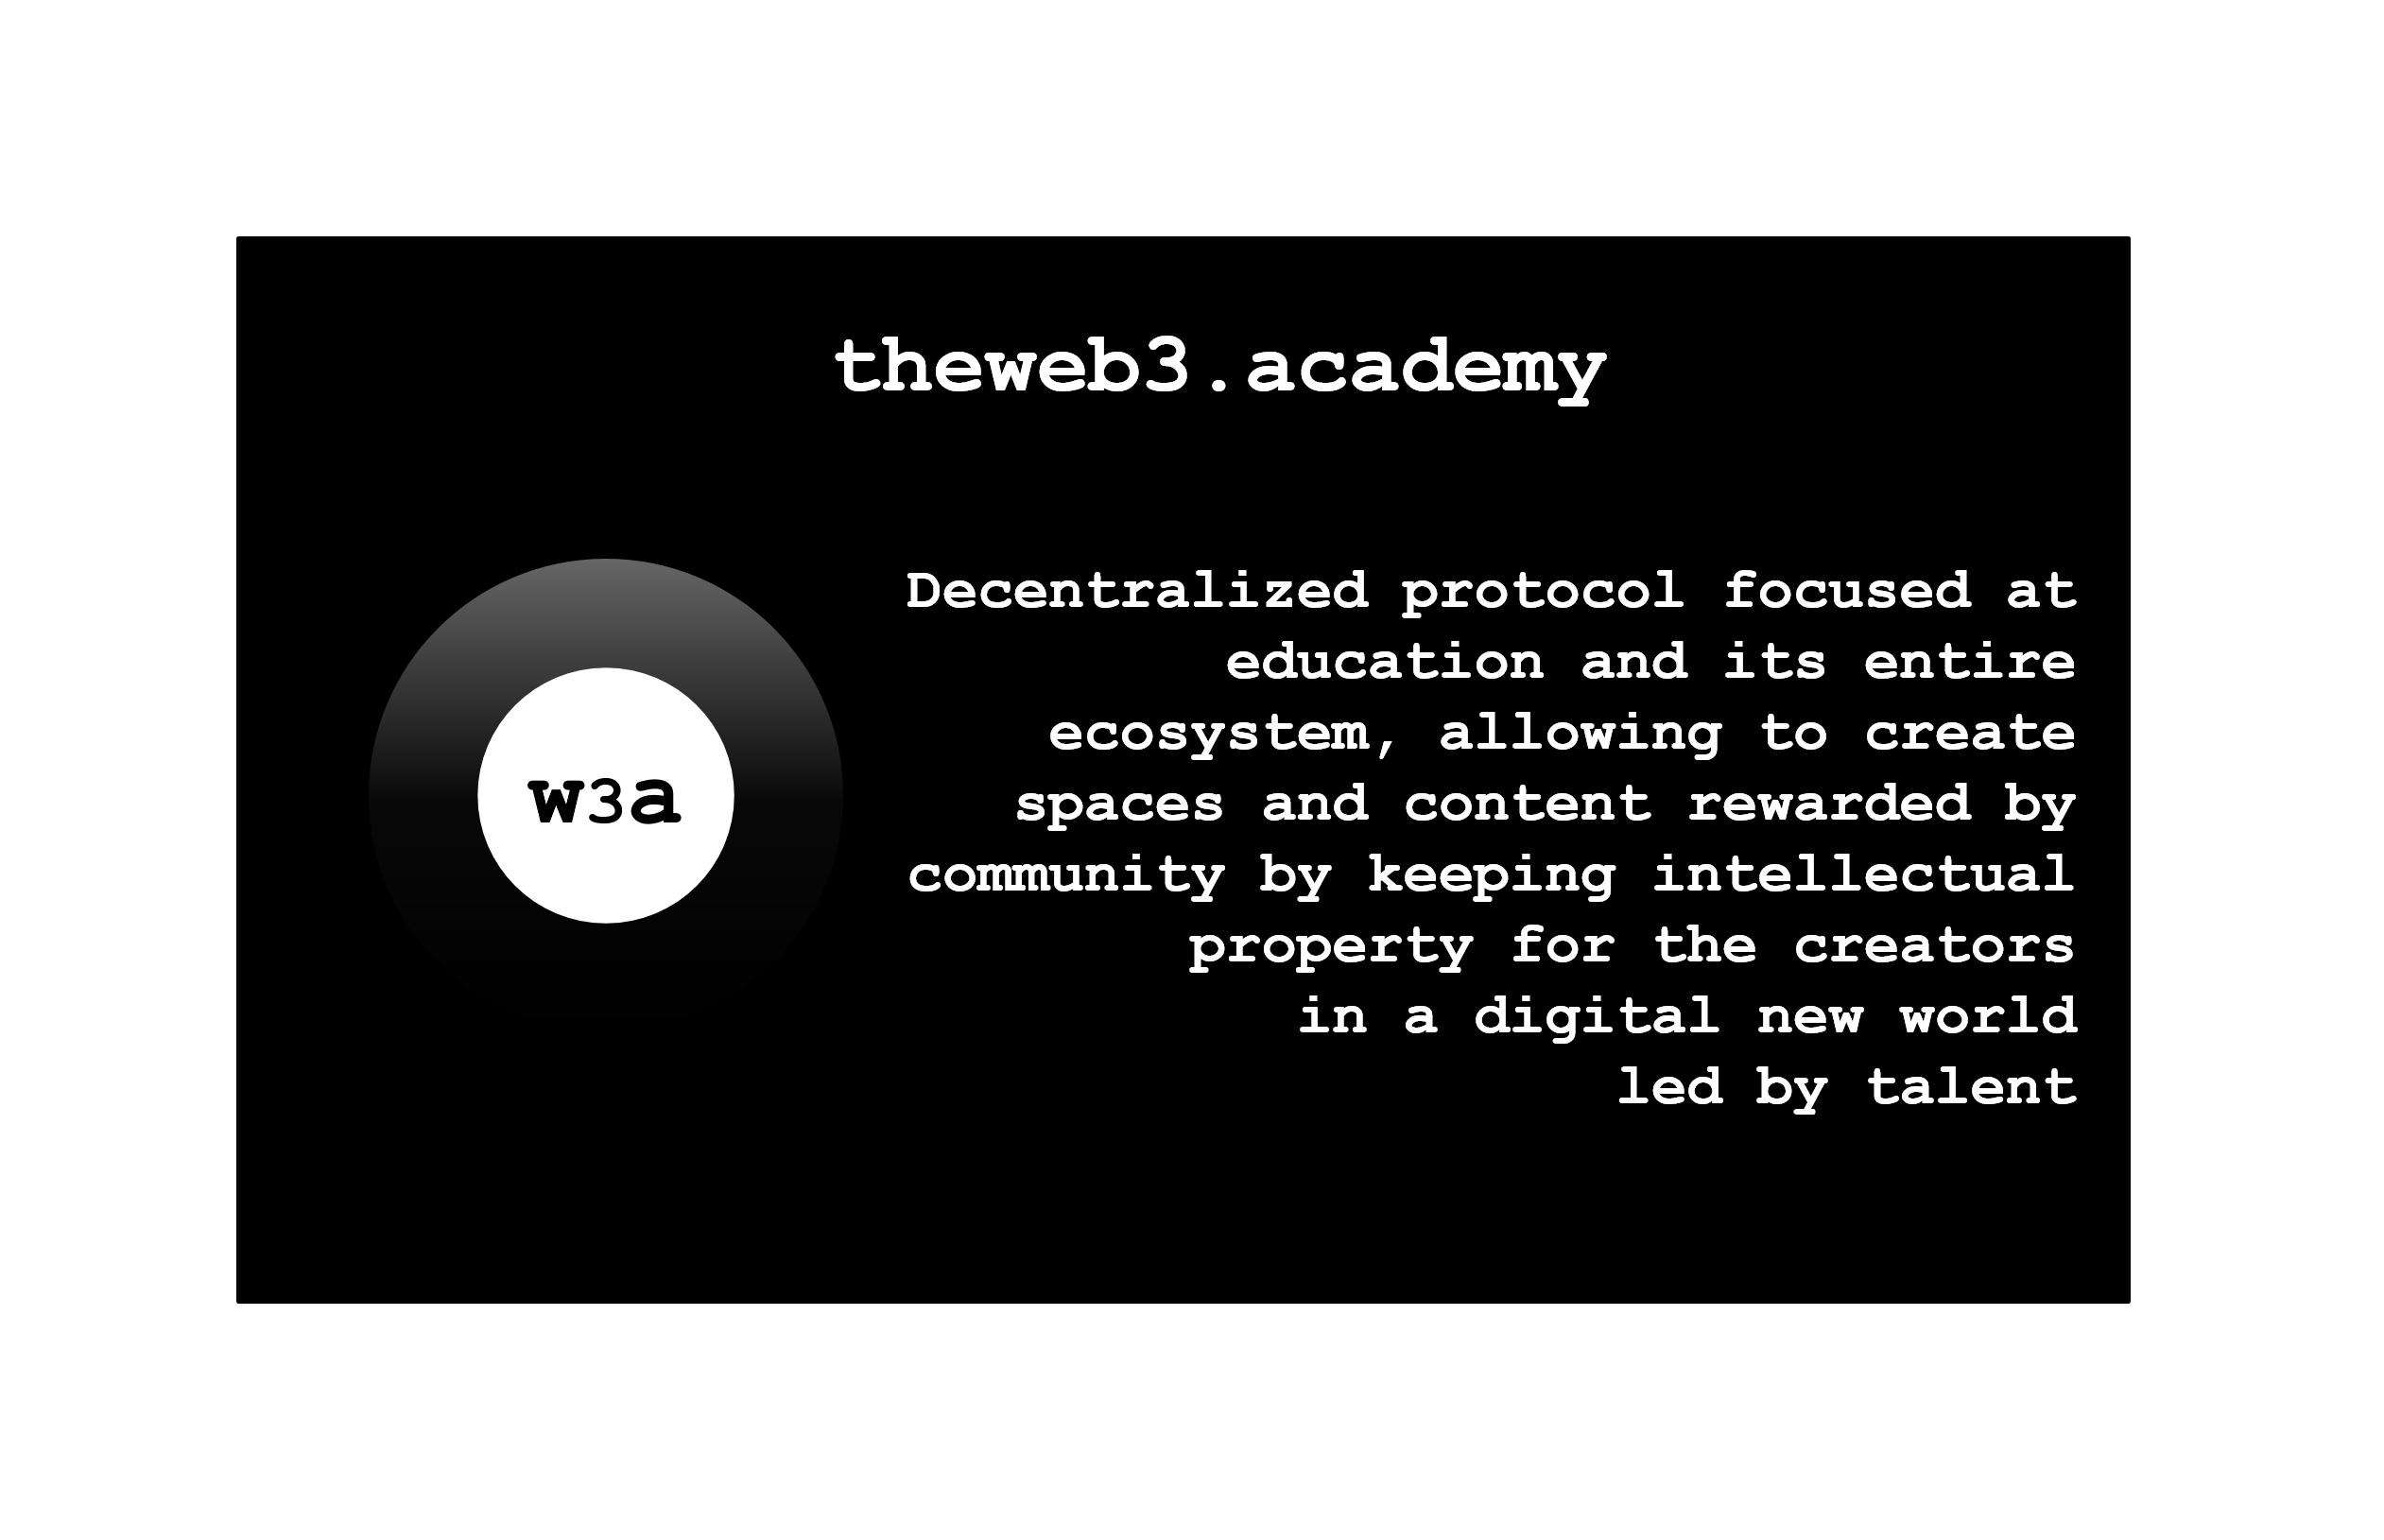 theweb3.academy
w3a
Decentralized protocol focused at
education and its entire
ecosystem, allowing to create
spaces and content rewarded by
community by keeping intellectual
property for the creators
in a digital new world
led by talent